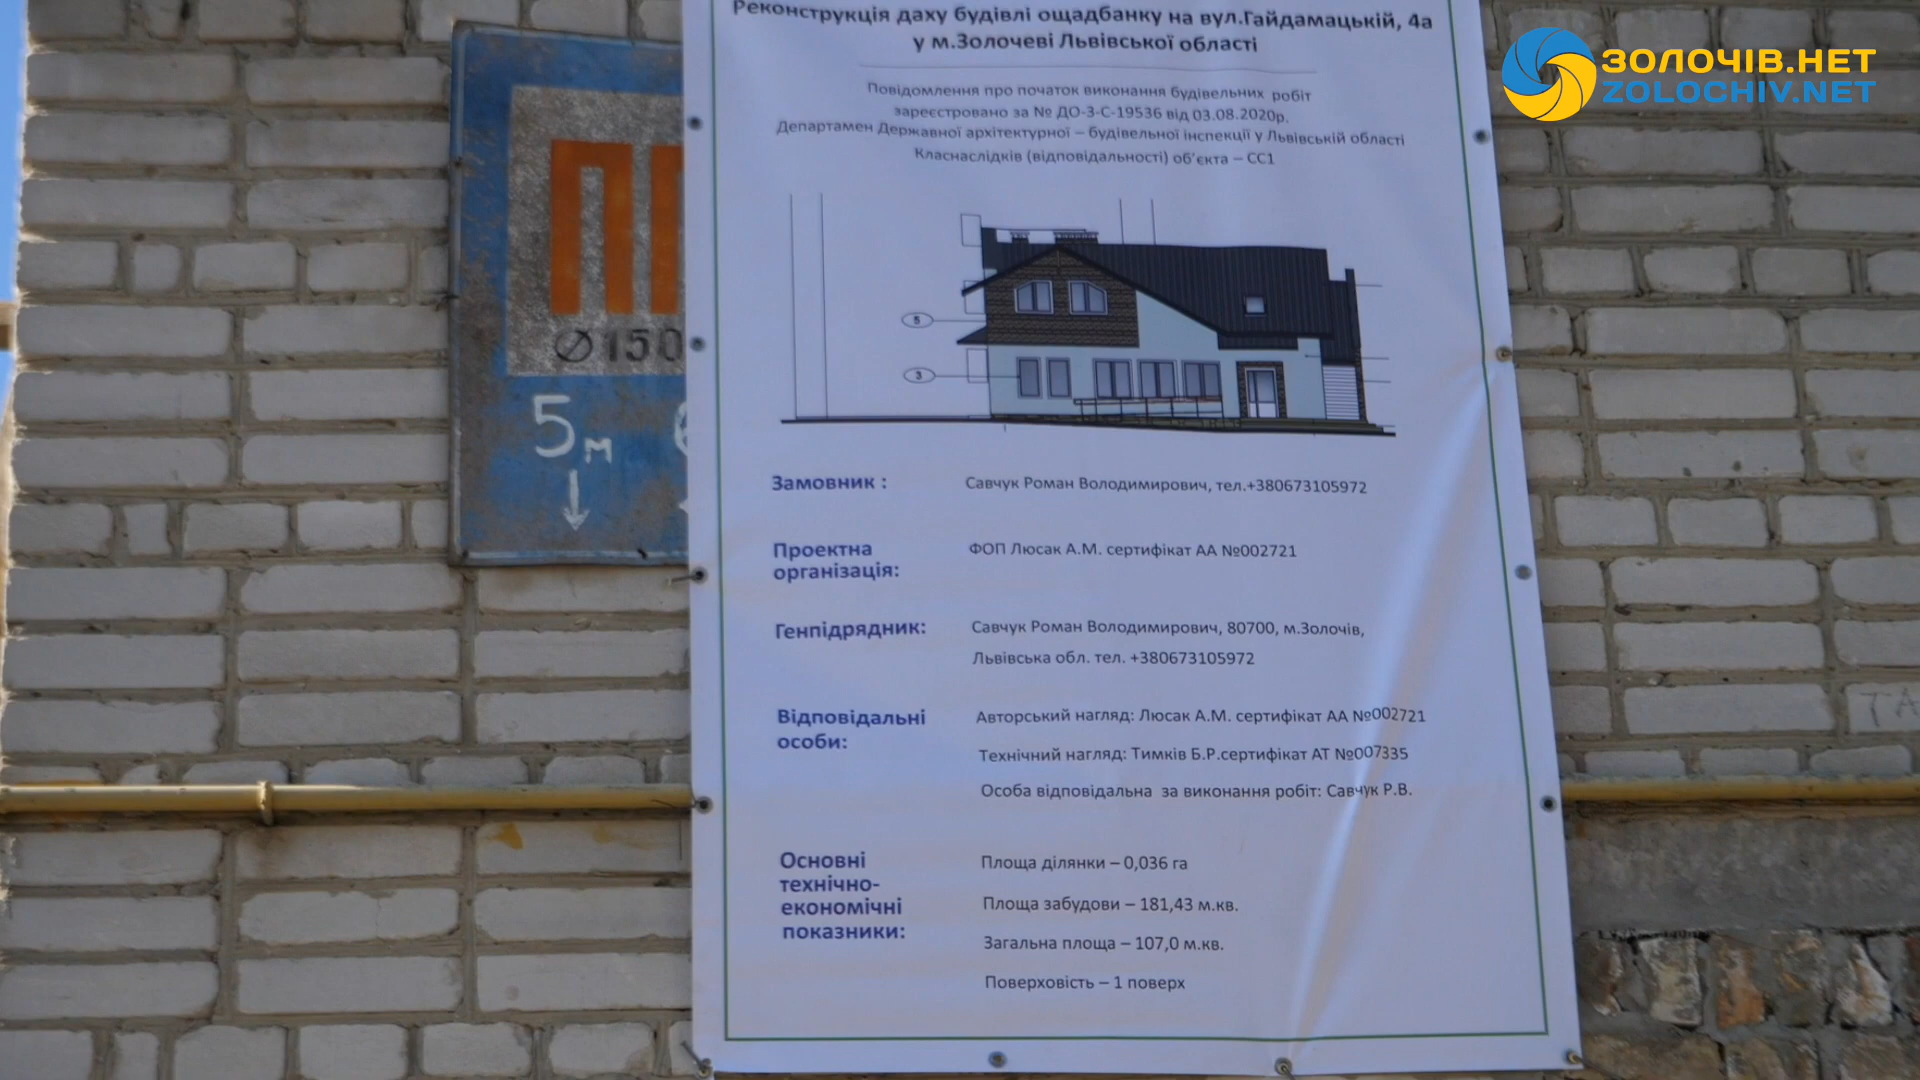 Реконструкція даху будівлі ощадбанку на вул.Гайдамацькій, 4а
у м.Золочеві Львівської області
ЗОЛОЧІВ.НЕТ
ZOLOCHIV.NET
Повідомлення про початок виконання будівельних робіт
зареєстровано за № ДО-3-С-19536 від 03.08.2020р.
Департамен Державної архітектурної – будівельної інспекції у Львівській області
Класнаслідків (відповідальності) об'єкта – СС1
Ø150
5м
5
3
Замовник : Савчук Роман Володимирович, тел.+380673105972
Проектна
організація:
ФОП Люсак А.М. сертифікат АА №002721
Генпідрядник: Савчук Роман Володимирович, 80700, м.Золочів,
Львівська обл. тел. +380673105972
Відповідальні
особи:
Авторський нагляд: Люсак А.М. сертифікат АА №002721
Технічний нагляд: Тимків Б.Р.сертифікат АТ №007335
Особа відповідальна за виконання робіт: Савчук Р.В.
Основні
технічно-
економічні
показники:
Площа ділянки – 0,036 га
Площа забудови – 181,43 м.кв.
Загальна площа – 107,0 м.кв.
Поверховість – 1 поверх